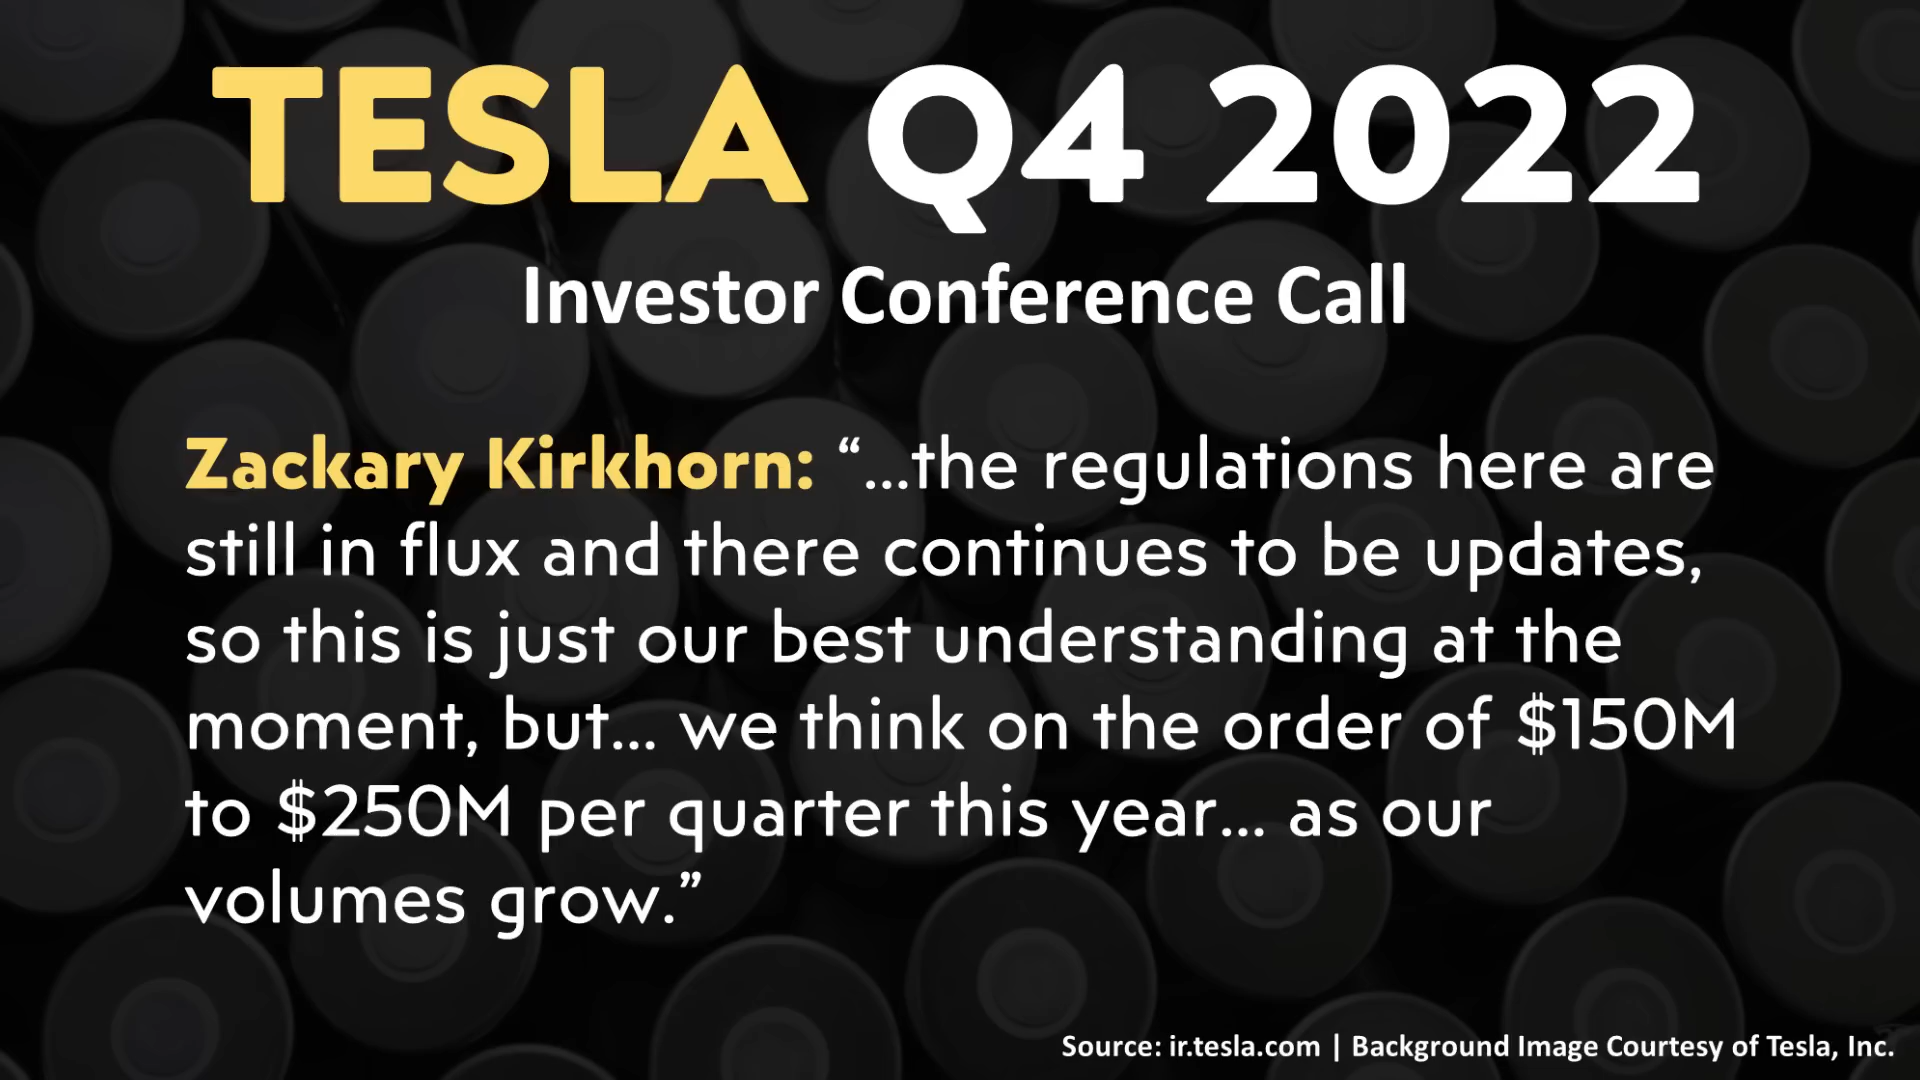 TESLA Q4 2022
Investor Conference Call
Zackary Kirkhorn: “...the regulations here are
still in flux and there continues to be updates,
so this is just our best understanding at the
moment, but... we think on the order of $150M
to $250M per quarter this year... as our
volumes grow.”
Source: ir.tesla.com | Background Image Courtesy of Tesla, Inc.